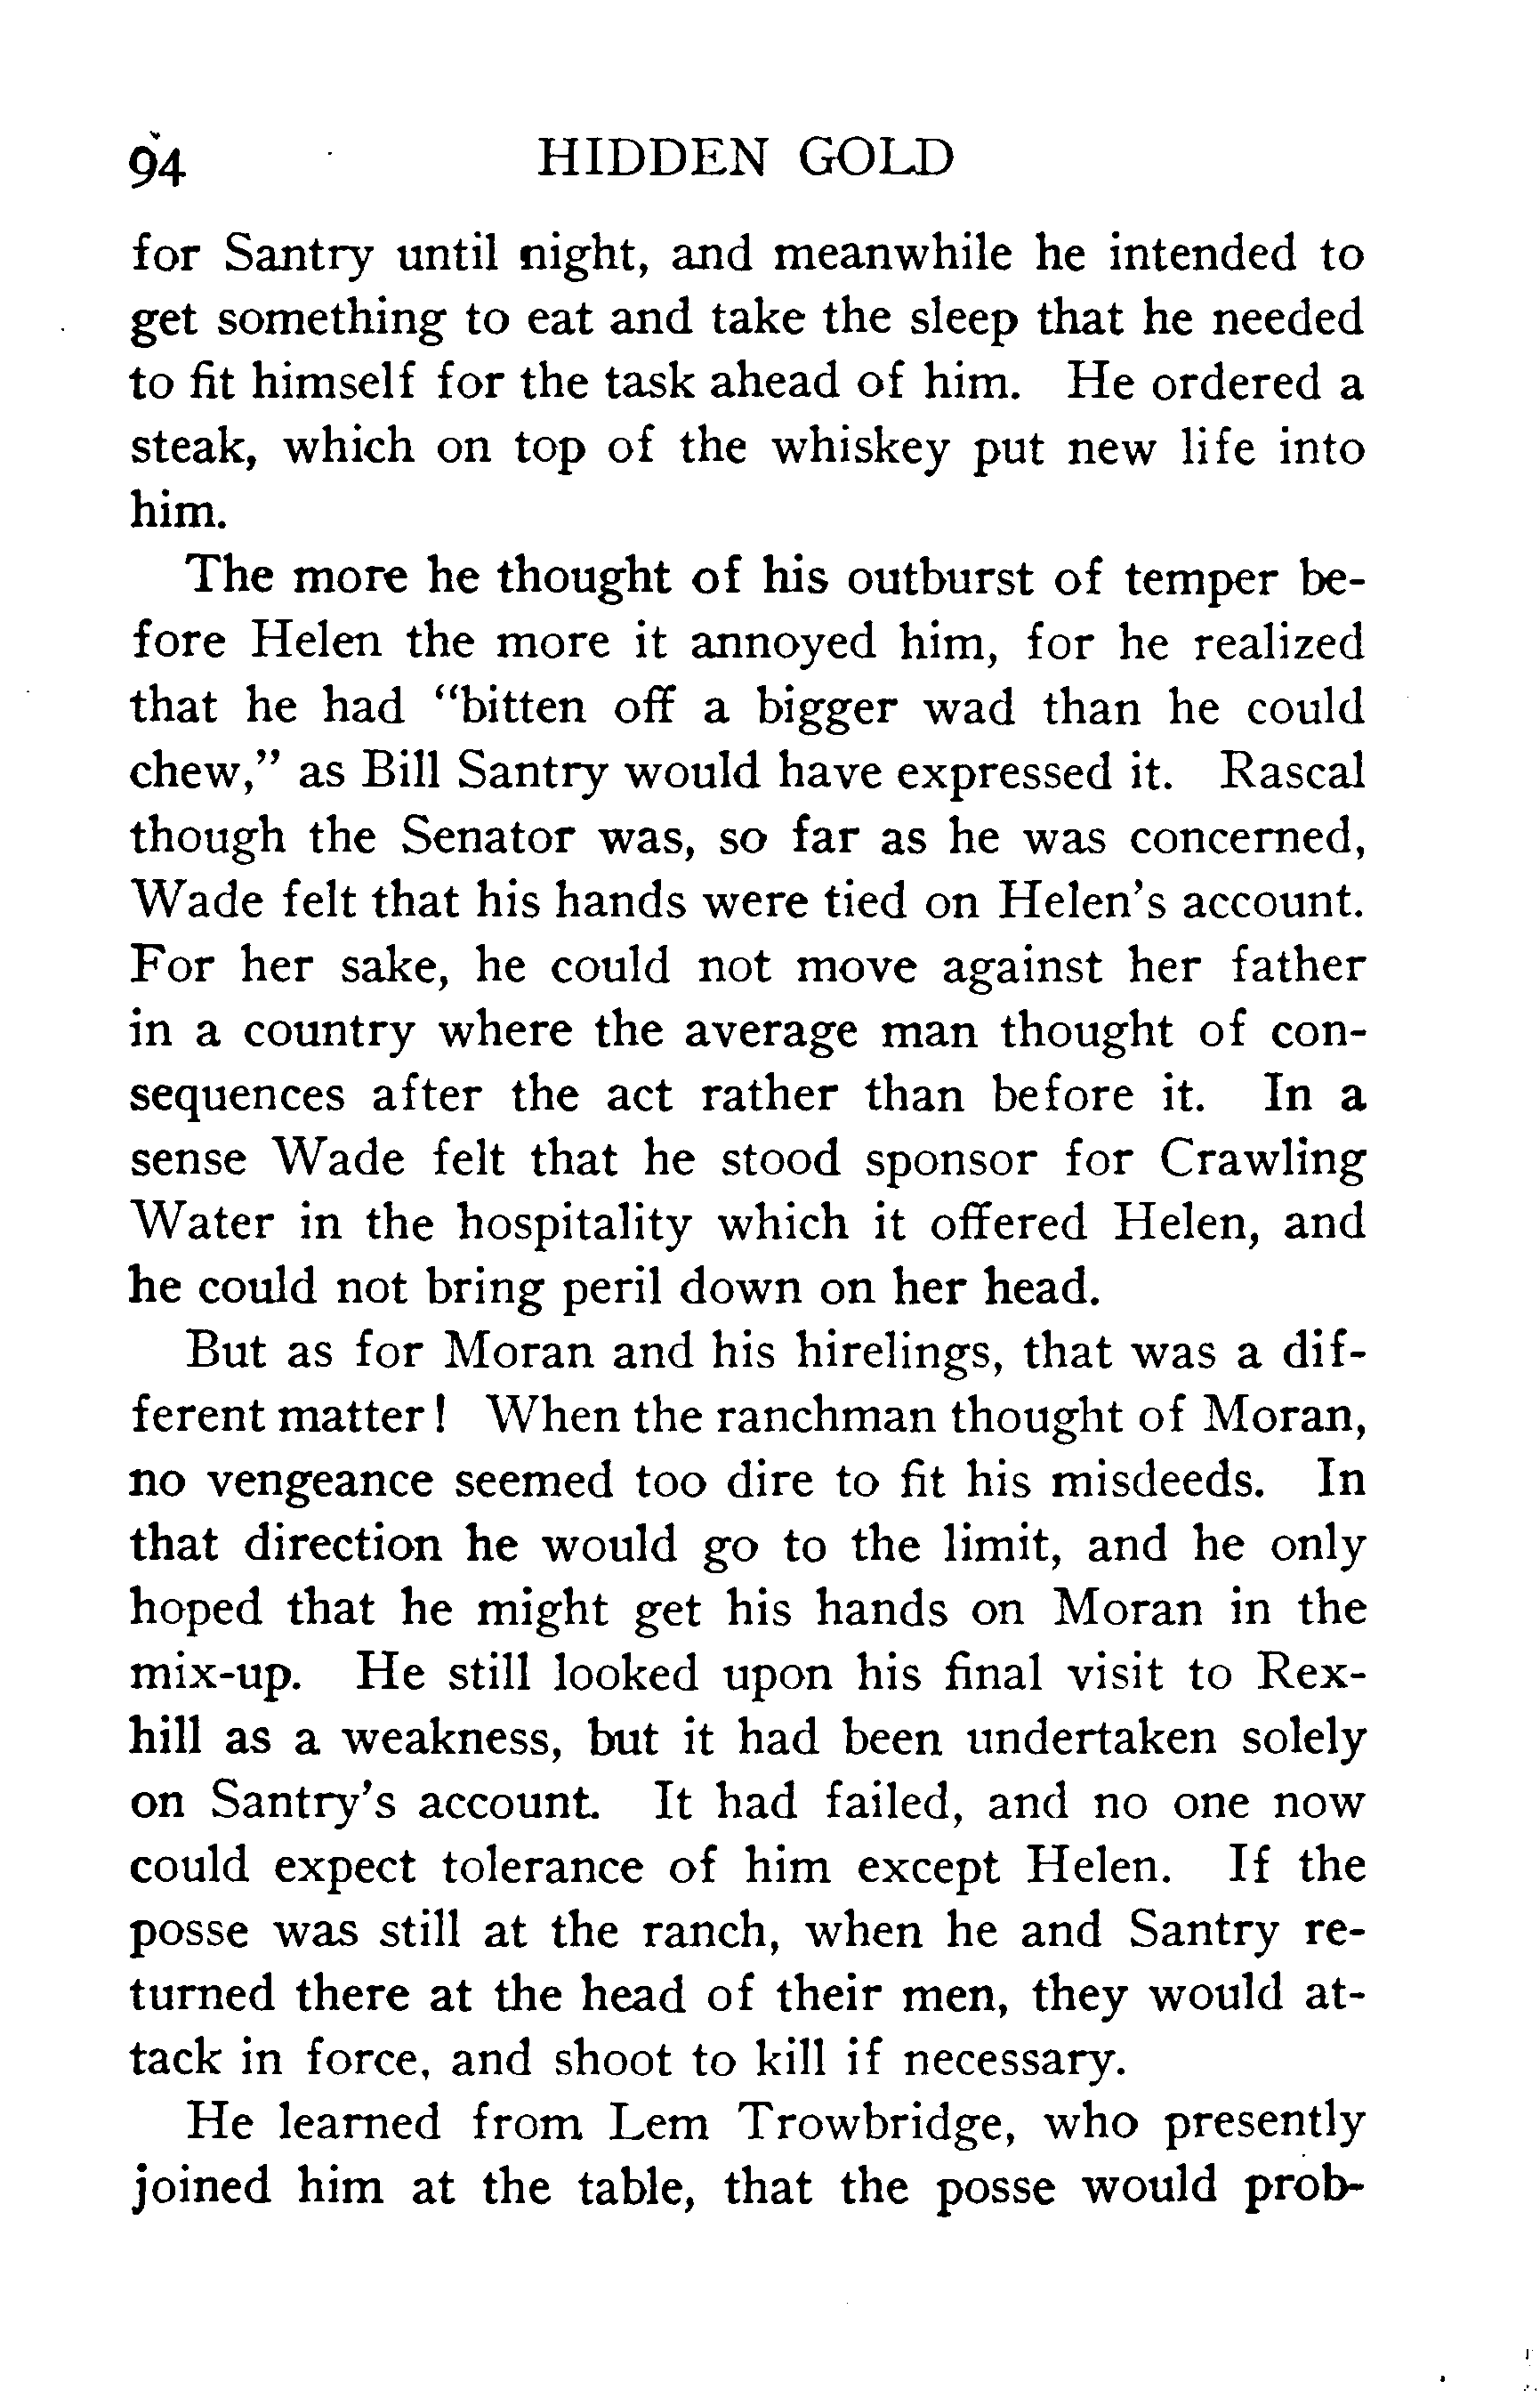 94 HIDDEN GOLD
for Santry until night, and meanwhile he intended to
get something to eat and take the sleep that he needed
to fit himself for the task ahead of him. He ordered a
steak, which on top of the whiskey put new life into
him.
The more he thought of his outburst of temper be-
fore Helen the more it annoyed him, for he realized
that he had "bitten off a bigger wad than he could
chew," as Bill Santry would have expressed it. Rascal
though the Senator was, so far as he was concerned,
Wade felt that his hands were tied on Helen's account.
For her sake, he could not move against her father
in a country where the average man thought of con-
sequences after the act rather than before it. In a
sense Wade felt that he stood sponsor for Crawling
Water in the hospitality which it offered Helen, and
he could not bring peril down on her head.
But as for Moran and his hirelings, that was a dif-
ferent matter! When the ranchman thought of Moran,
no vengeance seemed too dire to fit his misdeeds. In
that direction he would go to the limit, and he only
hoped that he might get his hands on Moran in the
mix-up. He still looked upon his final visit to Rex-
hill as a weakness, but it had been undertaken solely
on Santry's account. It had failed, and no one now
could expect tolerance of him except Helen. If the
posse was still at the ranch, when he and Santry re-
turned there at the head of their men, they would at-
tack in force, and shoot to kill if necessary.
He learned from Lem Trowbridge, who presently
joined him at the table, that the posse would prob-